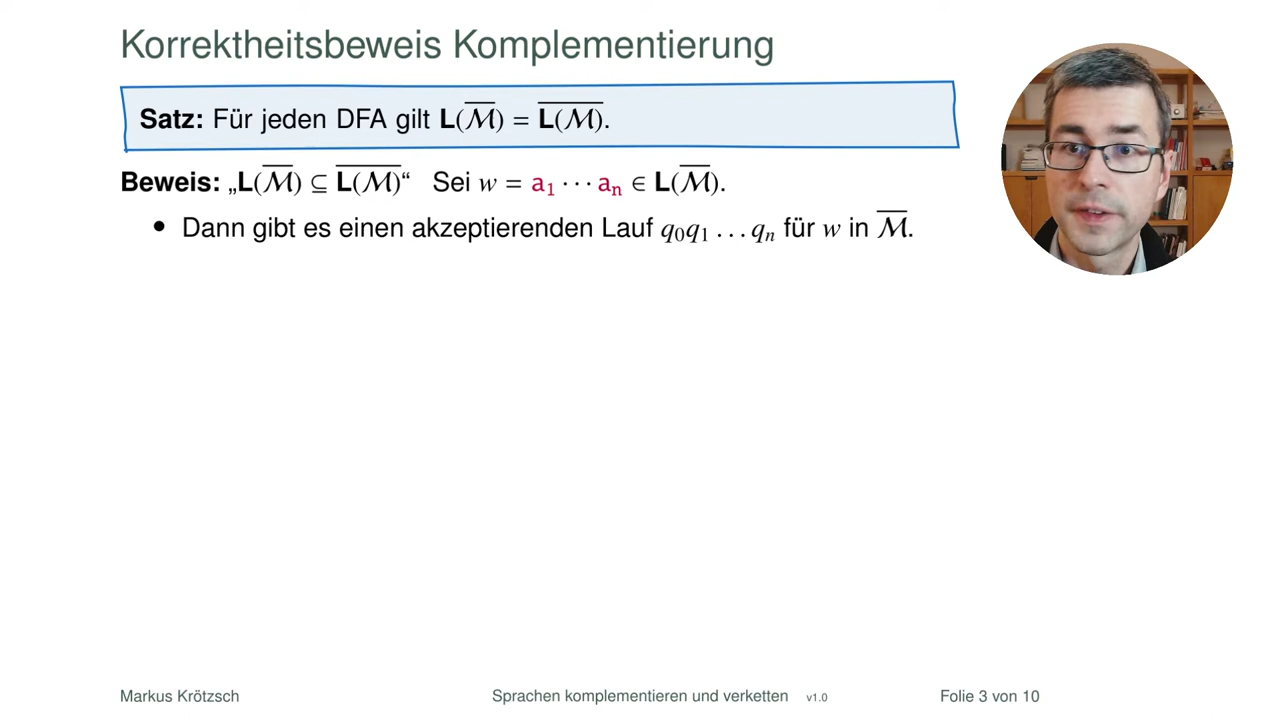 Korrektheitsbeweis Komplementierung
Satz: Für jeden DFA gilt L(M̅) = L̅(̅M̅)̅.
Beweis: „L(M̅) ⊆ L̅(̅M̅)̅“ Sei w = a₁ ⋯ aₙ ∈ L(M̅).
• Dann gibt es einen akzeptierenden Lauf q₀q₁ … qₙ für w in M̅.
Markus Krötzsch
Sprachen komplementieren und verketten v1.0
Folie 3 von 10